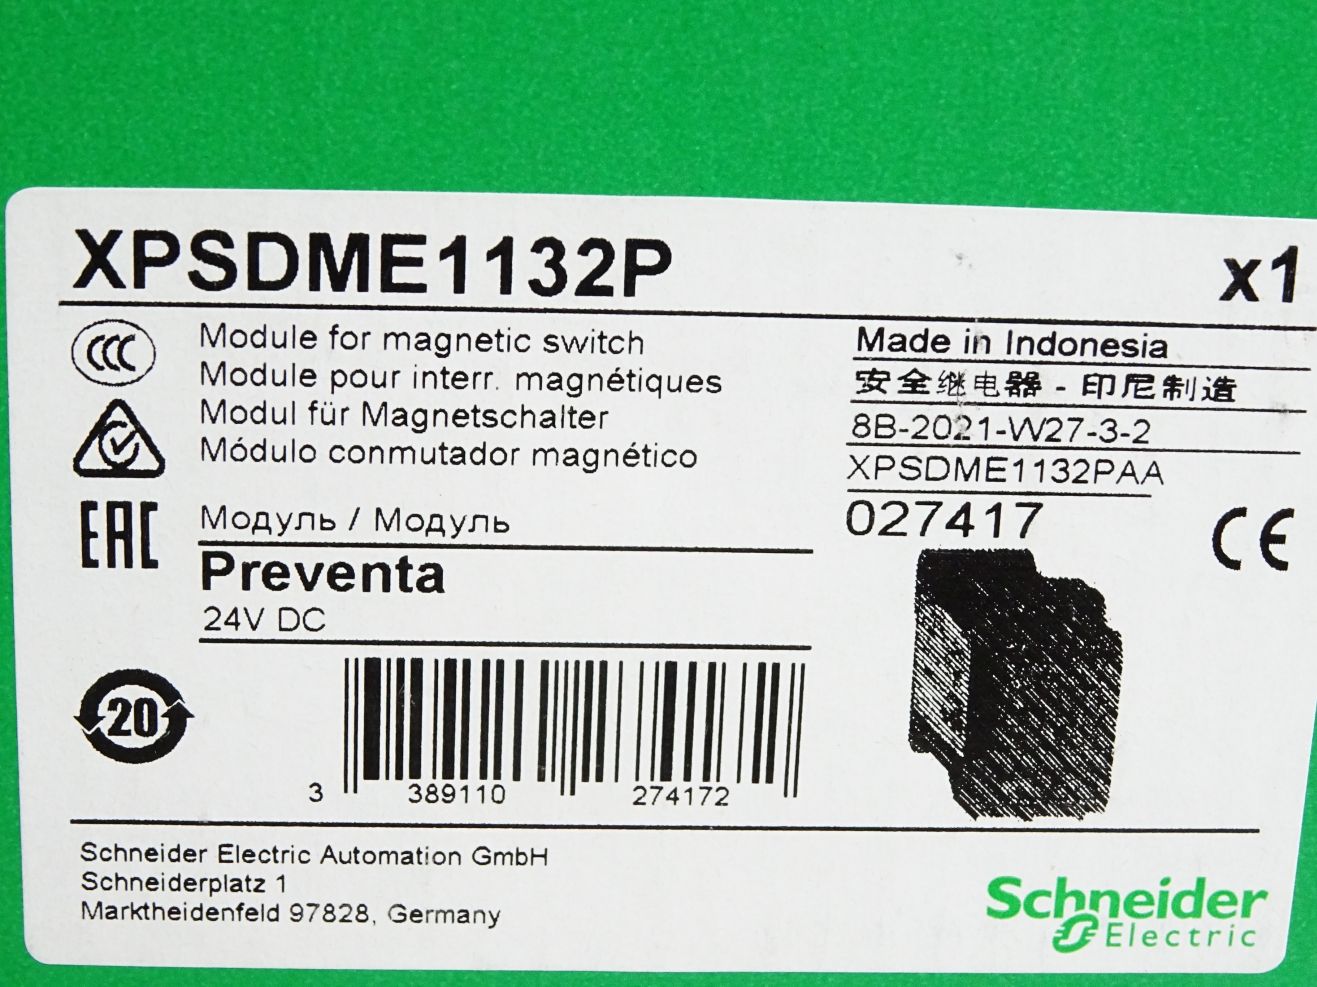 XPSDME1132P
x1
Module for magnetic switch
Module pour interr. magnétiques
Modul für Magnetschalter
Módulo conmutador magnético
Модуль / Модуль
Preventa
24V DC
Made in Indonesia
安全继电器 - 印尼制造
8B-2021-W27-3-2
XPSDME1132PAA
027417
CE
CCC
EAC
20
3 389110 274172
Schneider Electric Automation GmbH
Schneiderplatz 1
Marktheidenfeld 97828, Germany
Schneider
Electric